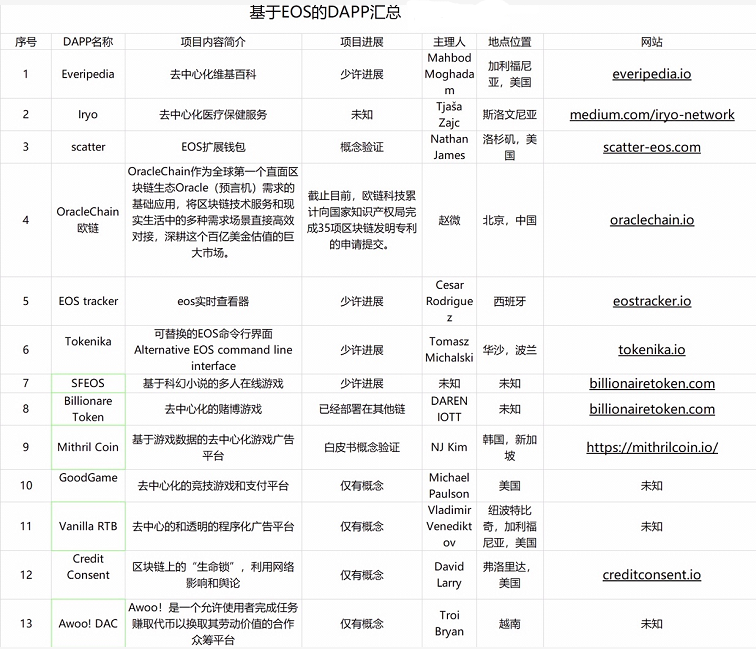 基于EOS的DAPP汇总
序号 DAPP名称 项目内容简介 项目进展 主理人 地点位置 网站
1 Everipedia 去中心化维基百科 少许进展 Mahbod Moghadam 加利福尼亚，美国 everipedia.io
2 Iryo 去中心化医疗保健服务 未知 Tjaša Zajc 斯洛文尼亚 medium.com/iryo-network
3 scatter EOS扩展钱包 概念验证 Nathan James 洛杉矶，美国 scatter-eos.com
4 OracleChain 欧链 OracleChain作为全球第一个直面区块链生态Oracle（预言机）需求的基础应用，将区块链技术服务和现实生活中的多种需求场景直接高效对接，深耕这个百亿美金估值的巨大市场。 截止目前，欧链科技累计向国家知识产权局完成35项区块链发明专利的申请提交。 赵微 北京，中国 oraclechain.io
5 EOS tracker eos实时查看器 少许进展 Cesar Rodriguez 西班牙 eostracker.io
6 Tokenika 可替换的EOS命令行界面 Alternative EOS command line interface 少许进展 Tomasz Michalski 华沙，波兰 tokenika.io
7 SFEOS 基于科幻小说的多人在线游戏 少许进展 未知 未知 billionairetoken.com
8 Billionare Token 去中心化的赌博游戏 已经部署在其他链 DAREN IOTT 未知 billionairetoken.com
9 Mithril Coin 基于游戏数据的去中心化游戏广告平台 白皮书概念验证 NJ Kim 韩国，新加坡 https://mithrilcoin.io/
10 GoodGame 去中心化的竞技游戏和支付平台 仅有概念 Michael Paulson 美国 未知
11 Vanilla RTB 去中心的和透明的程序化广告平台 仅有概念 Vladimir Venediktov 纽波特比奇，加利福尼亚，美国 未知
12 Credit Consent 区块链上的“生命锁”，利用网络影响和舆论 仅有概念 David Larry 弗洛里达，美国 creditconsent.io
13 Awoo! DAC Awoo！是一个允许使用者完成任务赚取代币以换取其劳动价值的合作众筹平台 仅有概念 Troi Bryan 越南 未知